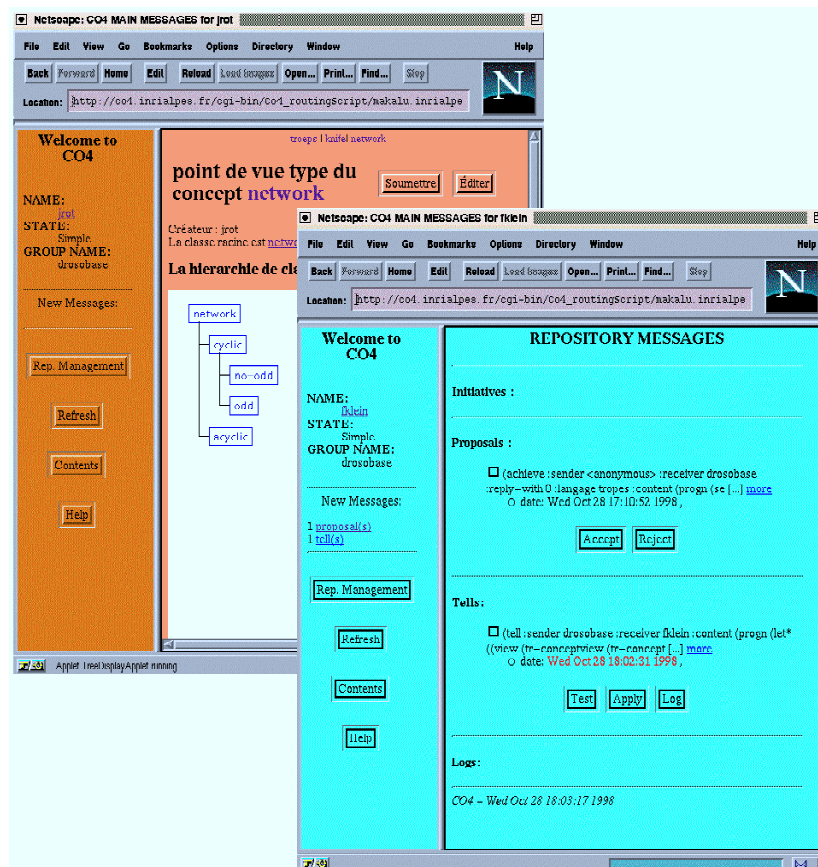 Netscape: CO4 MAIN MESSAGES for jrot
File Edit View Go Bookmarks Options Directory Window Help
Back Forward Home Edit Reload Load Images Open... Print... Find... Stop
Location: http://co4.inrialpes.fr/cgi-bin/Co4_routingScript/makalu.inrialpe
N
Welcome to
CO4
NAME:
jrot
STATE:
Simple
GROUP NAME:
drosobase
New Messages:
Rep. Management
Refresh
Contents
Help
troeps | knifel network
point de vue type du
concept network
Soumettre Éditer
Créateur : jrot
La classe racine est netwo
La hierarchie de cla
network
cyclic
no-odd
odd
acyclic
Applet TreeDisplayApplet running
Netscape: CO4 MAIN MESSAGES for fklein
File Edit View Go Bookmarks Options Directory Window Help
Back Forward Home Edit Reload Load Images Open... Print... Find... Stop
Location: http://co4.inrialpes.fr/cgi-bin/Co4_routingScript/makalu.inrialpe
N
Welcome to
CO4
NAME:
fklein
STATE:
Simple
GROUP NAME:
drosobase
New Messages:
1 proposal(s)
1 tell(s)
Rep. Management
Refresh
Contents
Help
REPOSITORY MESSAGES
Initiatives :
Proposals :
(achieve :sender <anonymous> :receiver drosobase
:reply-with 0 :langage tropes :content (progn (se [...] more
date: Wed Oct 28 17:10:52 1998 ,
Accept Reject
Tells:
(tell :sender drosobase :receiver fklein :content (progn (let*
((view (tr-conceptview (tr-concept [...] more
date: Wed Oct 28 18:02:31 1998 ,
Test Apply Log
Logs:
CO4 - Wed Oct 28 18:03:17 1998